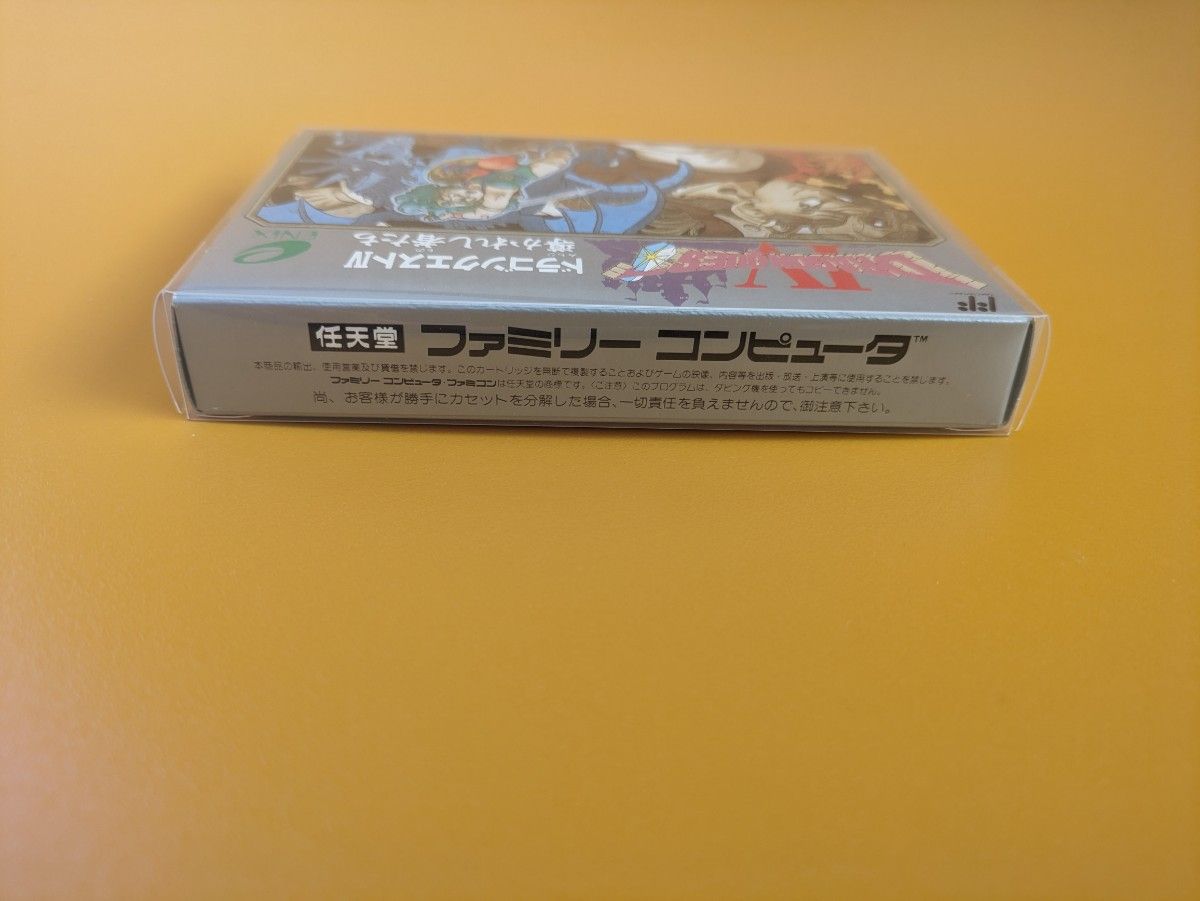 ENIX
ドラゴンクエストIV
導かれし者たち
IV
任天堂 ファミリー コンピュータ™
本商品の輸出、使用営業及び賃貸を禁じます。このカートリッジを無断で複製することおよびゲームの映像、内容等を出版・放送・上演等に使用することを禁じます。
ファミリー コンピュータ・ファミコンは任天堂の商標です。〈ご注意〉このプログラムは、ダビング機を使ってもコピーできません。
尚、お客様が勝手にカセットを分解した場合、一切責任を負えませんので、御注意下さい。